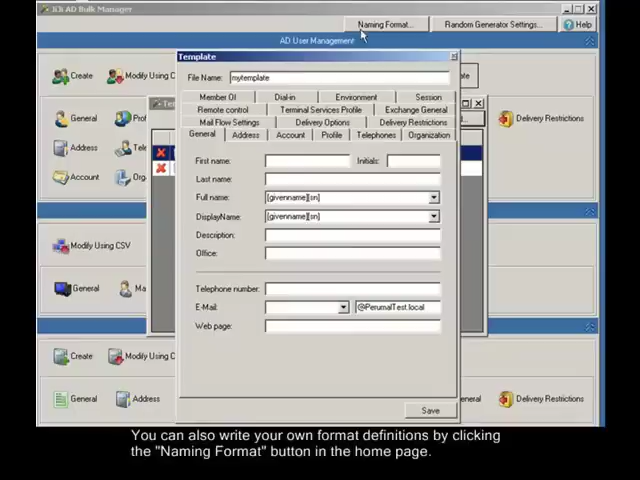 AD Bulk Manager
Naming Format...
Random Generator Settings...
Help
AD User Management
Create
Modify Using C
General
Address
Account
Delivery Restrictions
Template
File Name:
mytemplate
Member Of
Dial-in
Environment
Session
Remote control
Terminal Services Profile
Exchange General
Mail Flow Settings
Delivery Options
Delivery Restrictions
General
Address
Account
Profile
Telephones
Organization
First name:
Initials:
Last name:
Full name:
[givenname][sn]
DisplayName:
[givenname][sn]
Description:
Office:
Telephone number:
E-Mail:
@PerumalTest.local
Web page:
Save
Modify Using CSV
General
Ma
Create
Modify Using C
General
Address
Delivery Restrictions
You can also write your own format definitions by clicking
the "Naming Format" button in the home page.